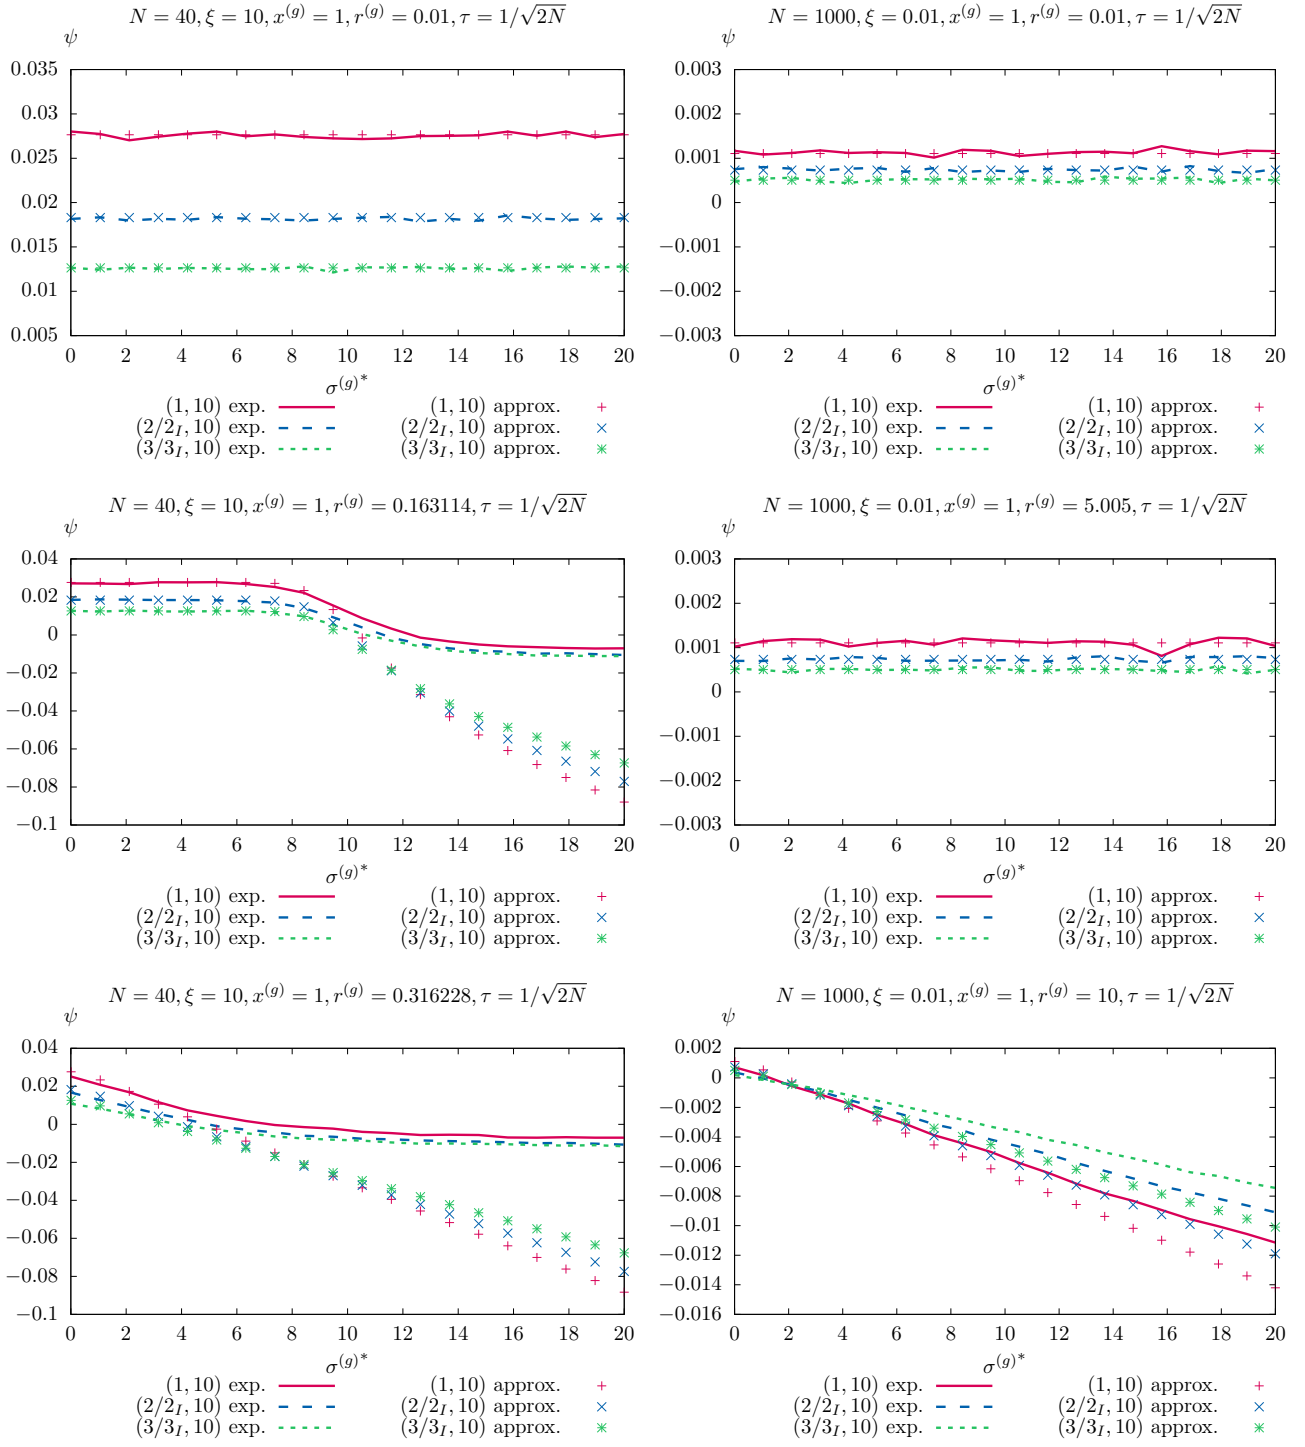 N = 40, ξ = 10, x^(g) = 1, r^(g) = 0.01, τ = 1/√2N
ψ
0.035
0.03
0.025
0.02
0.015
0.01
0.005
0 2 4 6 8 10 12 14 16 18 20
σ^(g)*
(1, 10) exp. (1, 10) approx.
(2/2_I, 10) exp. (2/2_I, 10) approx.
(3/3_I, 10) exp. (3/3_I, 10) approx.
N = 1000, ξ = 0.01, x^(g) = 1, r^(g) = 0.01, τ = 1/√2N
ψ
0.003
0.002
0.001
0
−0.001
−0.002
−0.003
0 2 4 6 8 10 12 14 16 18 20
σ^(g)*
(1, 10) exp. (1, 10) approx.
(2/2_I, 10) exp. (2/2_I, 10) approx.
(3/3_I, 10) exp. (3/3_I, 10) approx.
N = 40, ξ = 10, x^(g) = 1, r^(g) = 0.163114, τ = 1/√2N
ψ
0.04
0.02
0
−0.02
−0.04
−0.06
−0.08
−0.1
0 2 4 6 8 10 12 14 16 18 20
σ^(g)*
(1, 10) exp. (1, 10) approx.
(2/2_I, 10) exp. (2/2_I, 10) approx.
(3/3_I, 10) exp. (3/3_I, 10) approx.
N = 1000, ξ = 0.01, x^(g) = 1, r^(g) = 5.005, τ = 1/√2N
ψ
0.003
0.002
0.001
0
−0.001
−0.002
−0.003
0 2 4 6 8 10 12 14 16 18 20
σ^(g)*
(1, 10) exp. (1, 10) approx.
(2/2_I, 10) exp. (2/2_I, 10) approx.
(3/3_I, 10) exp. (3/3_I, 10) approx.
N = 40, ξ = 10, x^(g) = 1, r^(g) = 0.316228, τ = 1/√2N
ψ
0.04
0.02
0
−0.02
−0.04
−0.06
−0.08
−0.1
0 2 4 6 8 10 12 14 16 18 20
σ^(g)*
(1, 10) exp. (1, 10) approx.
(2/2_I, 10) exp. (2/2_I, 10) approx.
(3/3_I, 10) exp. (3/3_I, 10) approx.
N = 1000, ξ = 0.01, x^(g) = 1, r^(g) = 10, τ = 1/√2N
ψ
0.002
0
−0.002
−0.004
−0.006
−0.008
−0.01
−0.012
−0.014
−0.016
0 2 4 6 8 10 12 14 16 18 20
σ^(g)*
(1, 10) exp. (1, 10) approx.
(2/2_I, 10) exp. (2/2_I, 10) approx.
(3/3_I, 10) exp. (3/3_I, 10) approx.